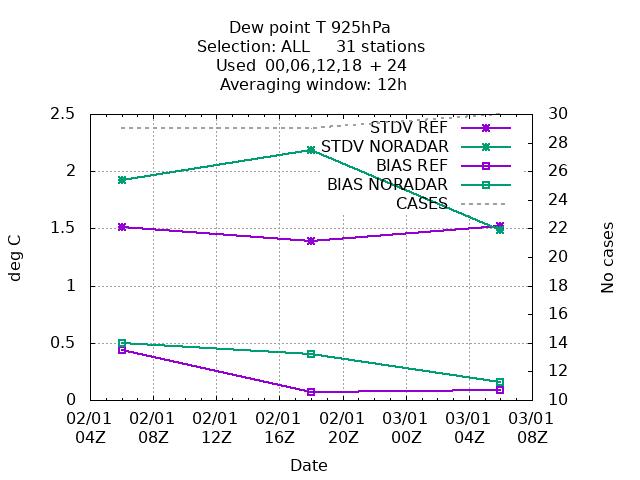 Dew point T 925hPa
Selection: ALL 31 stations
Used 00,06,12,18 + 24
Averaging window: 12h
2.5
2
1.5
1
0.5
0
deg C
30
28
26
24
22
20
18
16
14
12
10
No cases
STDV REF
STDV NORADAR
BIAS REF
BIAS NORADAR
CASES
02/01 02/01 02/01 02/01 02/01 03/01 03/01 03/01
04Z 08Z 12Z 16Z 20Z 00Z 04Z 08Z
Date